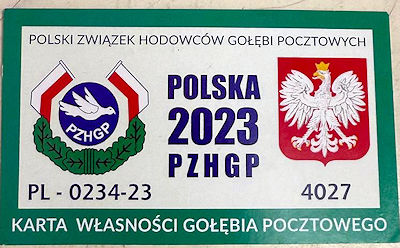 POLSKI ZWIĄZEK HODOWCÓW GOŁĘBI POCZTOWYCH
PZHGP
POLSKA
2023
PZHGP
PL - 0234-23
4027
KARTA WŁASNOŚCI GOŁĘBIA POCZTOWEGO